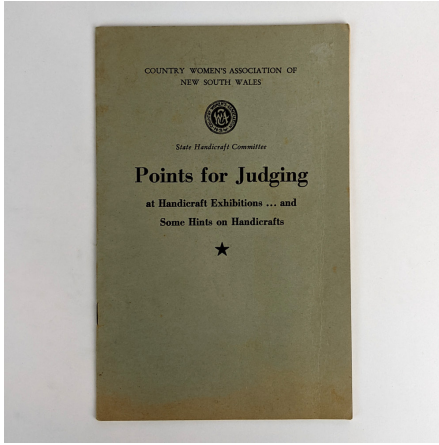 COUNTRY WOMEN'S ASSOCIATION OF
NEW SOUTH WALES
CWA
State Handicraft Committee
Points for Judging
at Handicraft Exhibitions ... and
Some Hints on Handicrafts